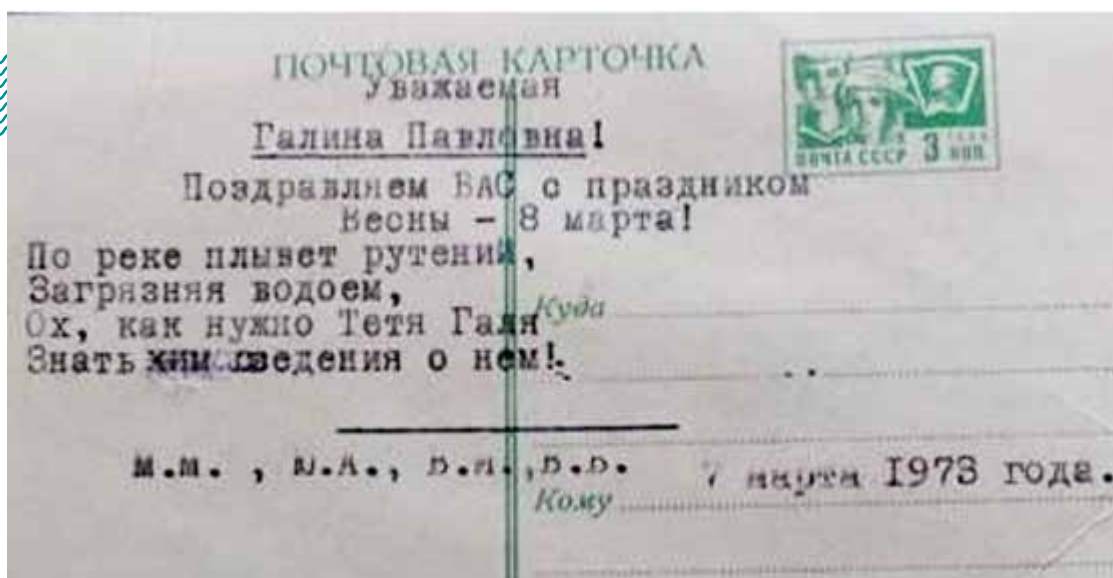 ПОЧТОВАЯ КАРТОЧКА
Уважаемая
Галина Павловна!
Поздравляем ВАС с праздником
Весны - 8 марта!
По реке плывет рутений,
Загрязняя водоем,
Ох, как нужно Тетя Галя
Знать сведения о нем!
ПОЧТА СССР 3 КОП.
Куда
М.М. ,
7 марта 1973 года.
Кому